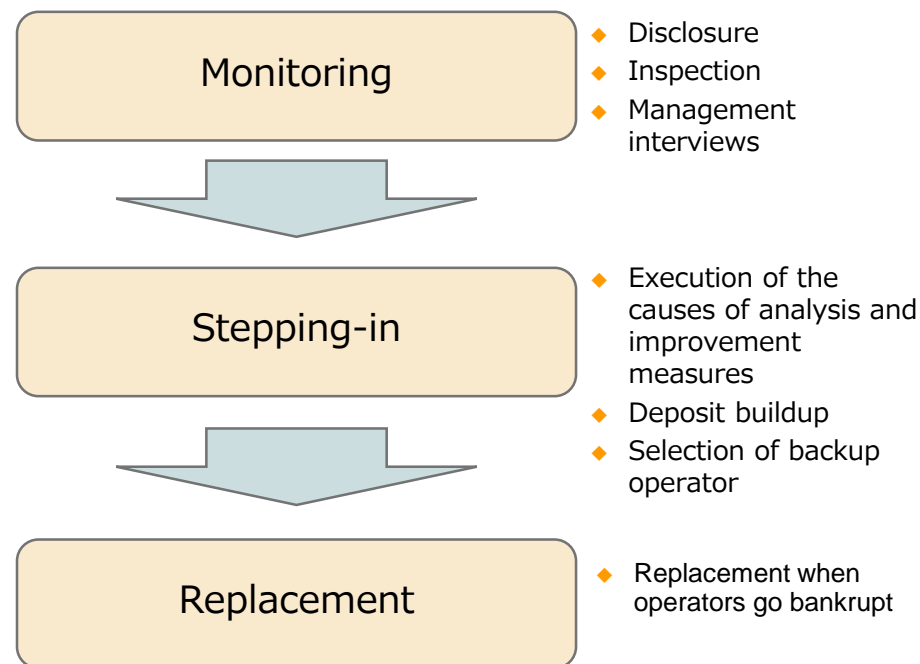 Monitoring
Disclosure
Inspection
Management
interviews
Stepping-in
Execution of the
causes of analysis and
improvement
measures
Deposit buildup
Selection of backup
operator
Replacement
Replacement when
operators go bankrupt